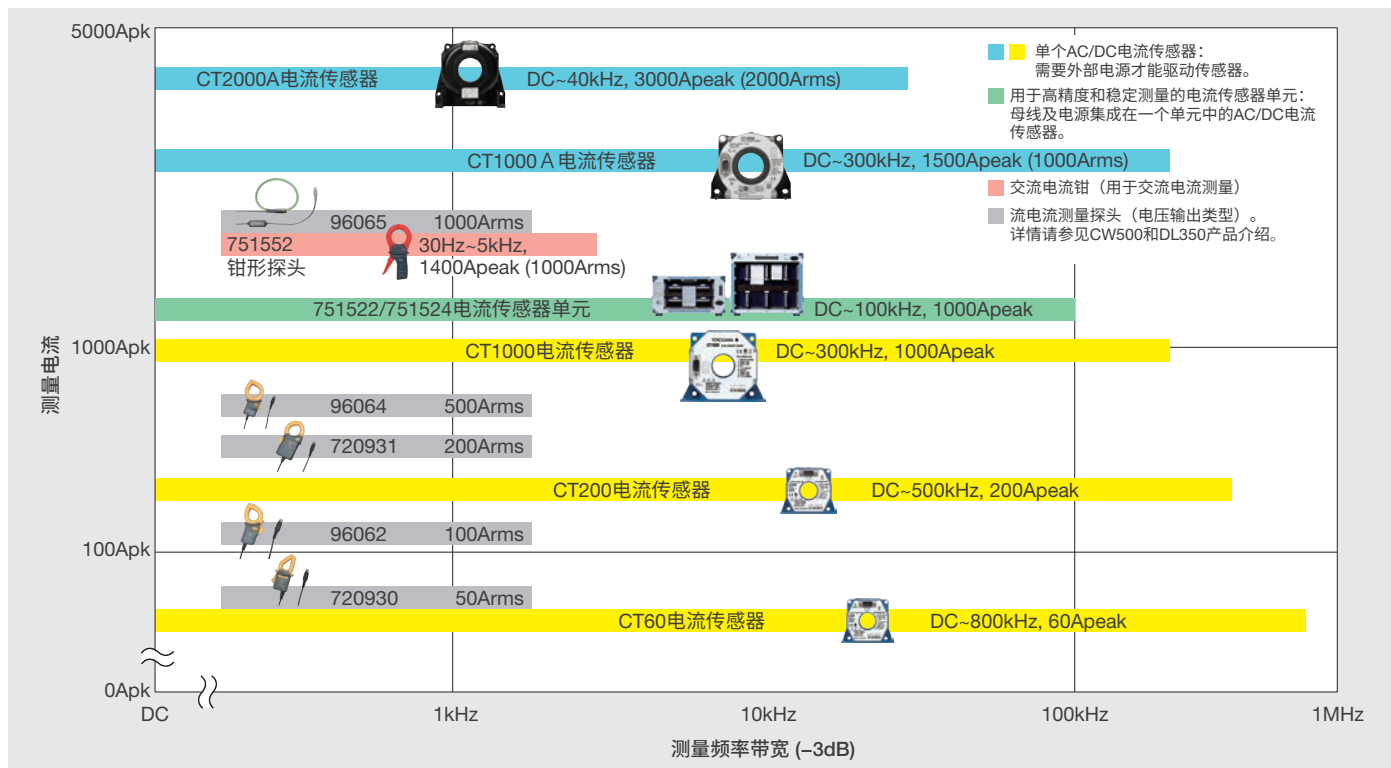 5000Apk
CT2000A电流传感器
DC~40kHz, 3000Apeak (2000Arms)
单个AC/DC电流传感器：
需要外部电源才能驱动传感器。
用于高精度和稳定测量的电流传感器单元：
母线及电源集成在一个单元中的AC/DC电流
传感器。
CT1000A电流传感器
DC~300kHz, 1500Apeak (1000Arms)
交流电流钳（用于交流电流测量）
流电流测量探头（电压输出类型）。
详情请参见CW500和DL350产品介绍。
96065 1000Arms
751552
钳形探头
30Hz~5kHz,
1400Apeak (1000Arms)
751522/751524电流传感器单元
DC~100kHz, 1000Apeak
测量电流
1000Apk
CT1000电流传感器
DC~300kHz, 1000Apeak
96064 500Arms
720931 200Arms
CT200电流传感器
DC~500kHz, 200Apeak
96062 100Arms
100Apk
720930 50Arms
CT60电流传感器
DC~800kHz, 60Apeak
0Apk
DC 1kHz 10kHz 100kHz 1MHz
测量频率带宽 (–3dB)